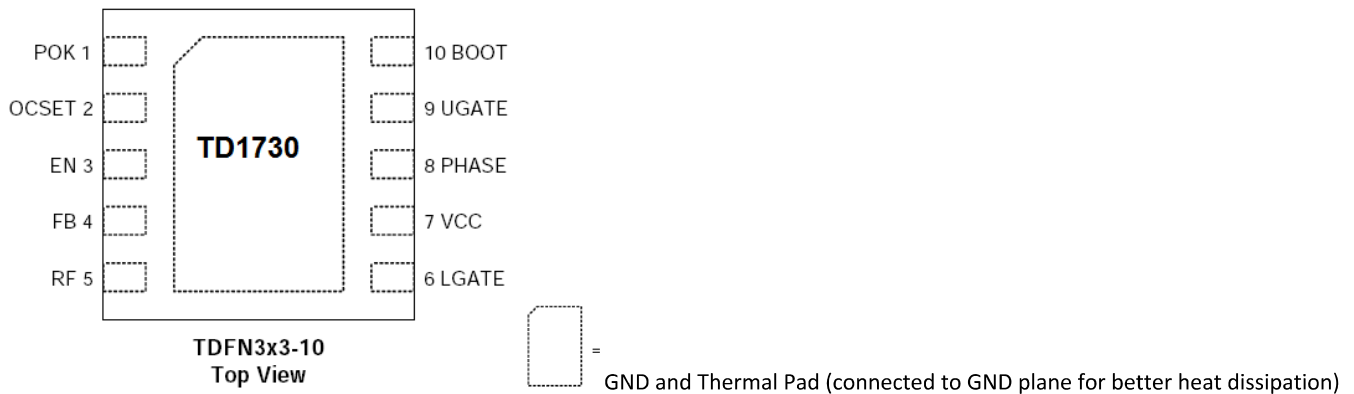 POK 1
OCSET 2
EN 3
FB 4
RF 5
TD1730
10 BOOT
9 UGATE
8 PHASE
7 VCC
6 LGATE
TDFN3x3-10
Top View
=
GND and Thermal Pad (connected to GND plane for better heat dissipation)